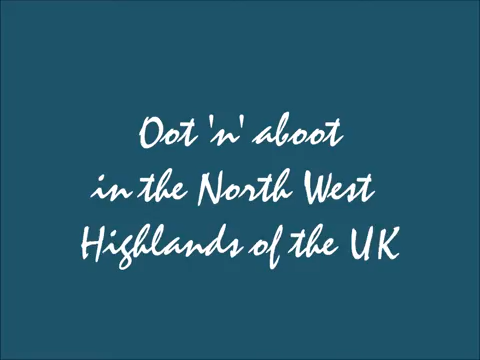 Oot 'n' aboot
in the North West
Highlands of the UK